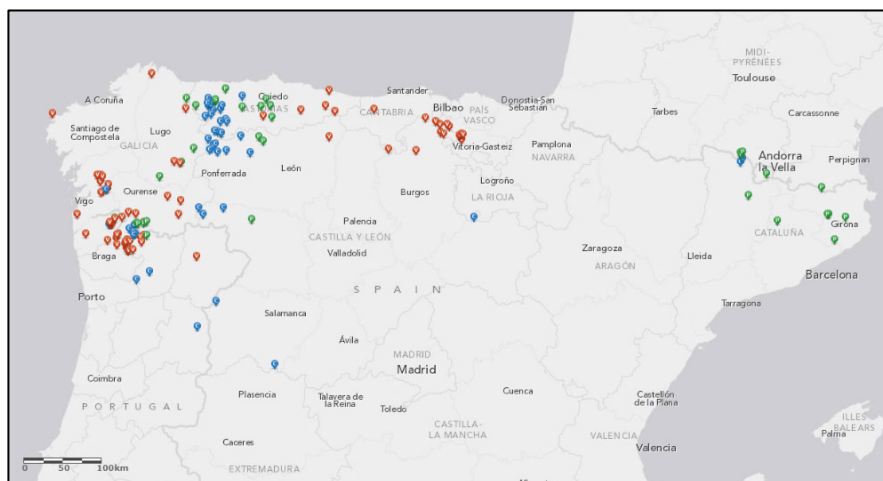 MIDI-
PYRÉNÉES
Toulouse
A Coruña
Oviedo
ASTURIAS
Santander
CANTABRIA
Bilbao
PAÍS
VASCO
Donostia-San
Sebastián
Tarbes
Carcassonne
GALICIA
Lugo
Santiago de
Compostela
Vitoria-Gasteiz
Pamplona
NAVARRA
Andorra
la Vella
Perpignan
León
Ponferrada
Ourense
Vigo
Burgos
Logroño
LA RIOJA
Girona
Palencia
CASTILLA Y LEÓN
Valladolid
CATALUÑA
Zaragoza
ARAGÓN
Lleida
Braga
Barcelona
Porto
SPAIN
Tarragona
Salamanca
Ávila
MADRID
Madrid
Coimbra
Plasencia
Talavera de
la Reina
Toledo
Cuenca
Castellón
de la Plana
PORTUGAL
CASTILLA-
LA MANCHA
VALENCIA
Valencia
ILLES
BALEARS
Palma
Caceres
EXTREMADURA
0 50 100km